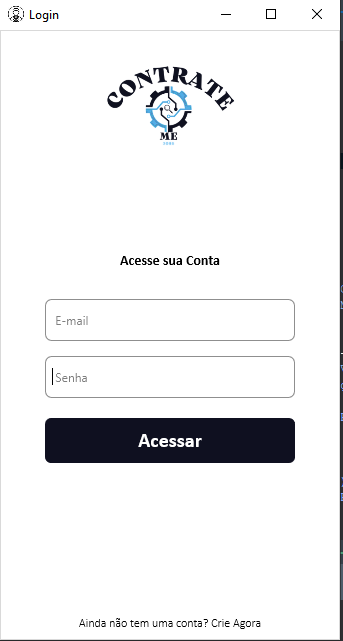 Login
CONTRATE
ME
Acesse sua Conta
E-mail
Senha
Acessar
Ainda não tem uma conta? Crie Agora